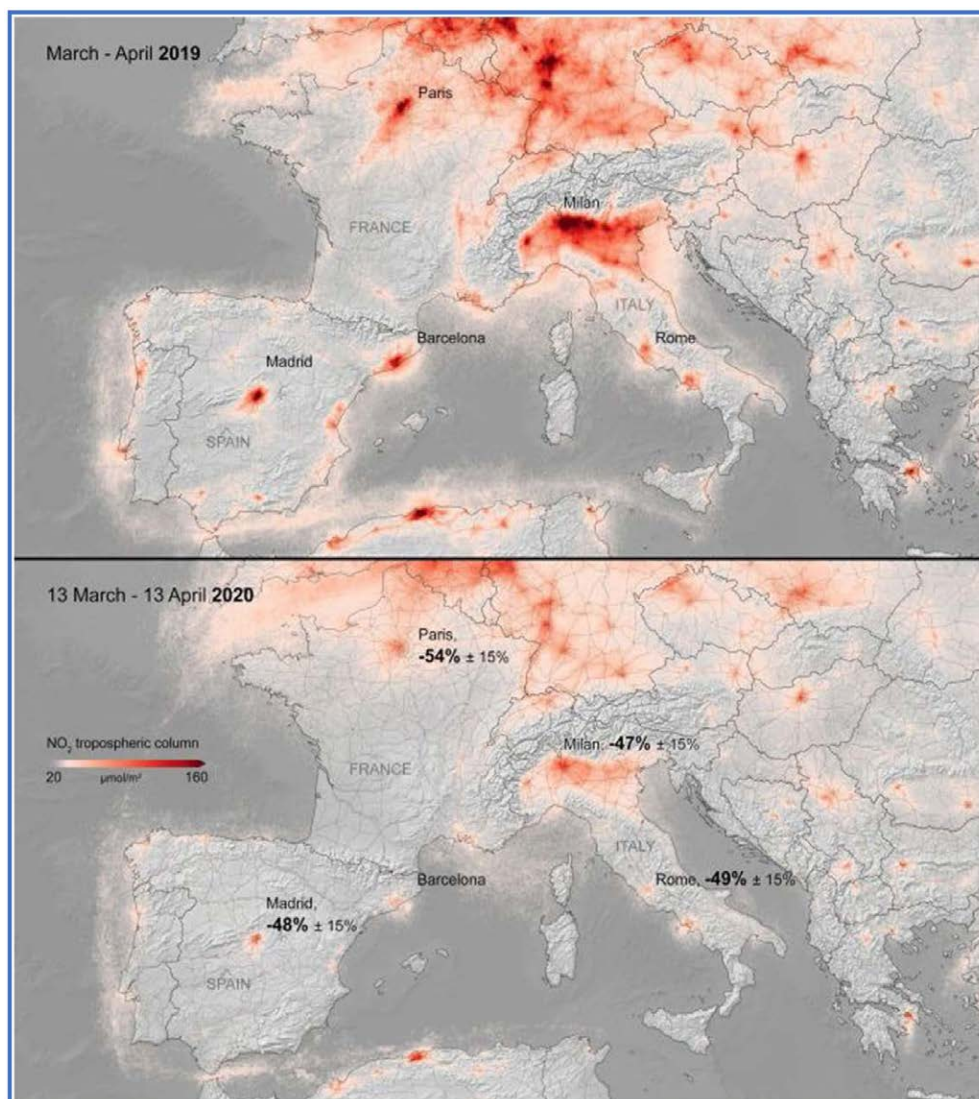 March - April 2019
Paris
Milan
FRANCE
ITALY
Barcelona
Rome
Madrid
SPAIN
13 March - 13 April 2020
Paris,
-54% ± 15%
NO₂ tropospheric column
20 µmol/m² 160
Milan, -47% ± 15%
FRANCE
ITALY
Barcelona
Rome, -49% ± 15%
Madrid,
-48% ± 15%
SPAIN